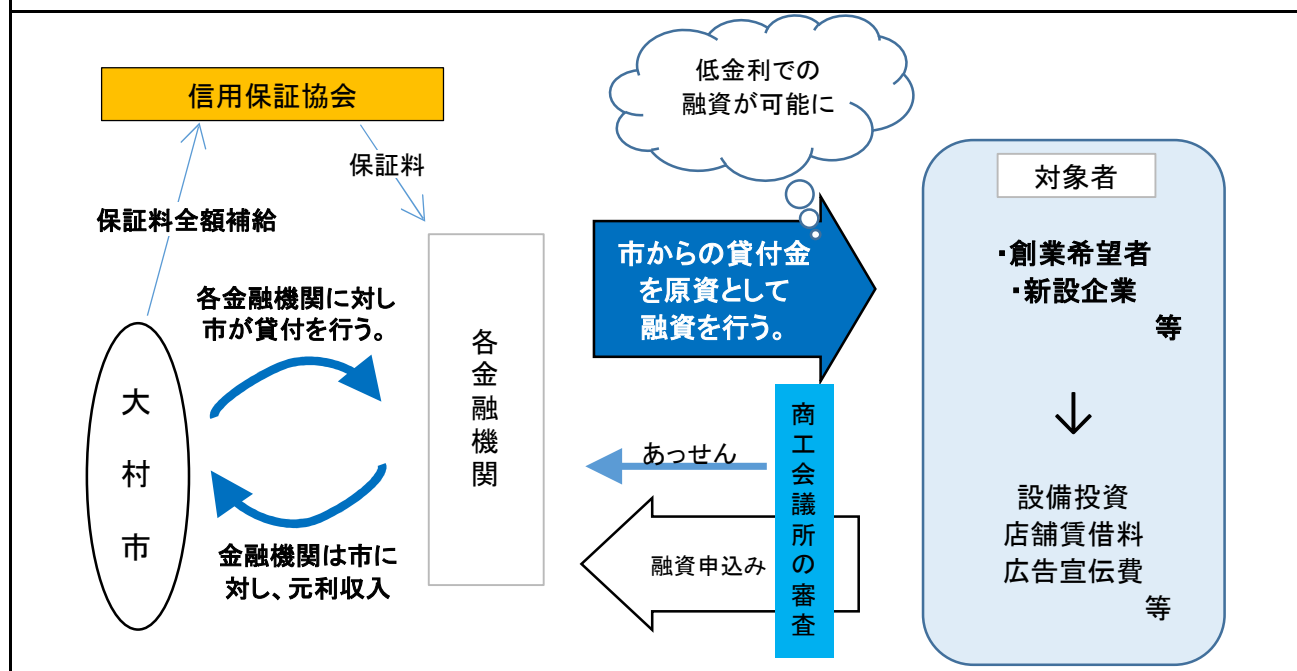 信用保証協会
保証料
保証料全額補給
低金利での
融資が可能に
各金融機関に対し
市が貸付を行う。
大村市
金融機関は市に
対し、元利収入
各金融機関
市からの貸付金
を原資として
融資を行う。
あっせん
融資申込み
商工会議所の審査
対象者
・創業希望者
・新設企業
等
↓
設備投資
店舗賃借料
広告宣伝費
等